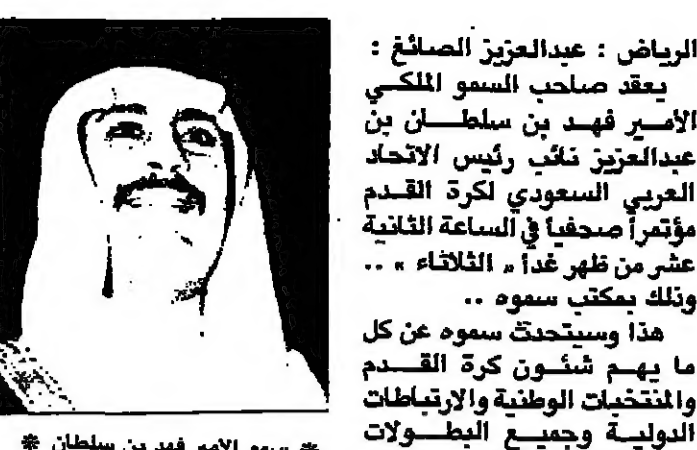 الرياض : عبدالعزيز الصائغ :
يعقد صاحب السمو الملكي
الأمير فهد بن سلطان بن
عبدالعزيز نائب رئيس الاتحاد
العربي السعودي لكرة القدم
مؤتمراً صحفياً في الساعة الثانية
عشر من ظهر غداً « الثلاثاء » ..
وذلك بمكتب سموه ..
هذا وسيتحدث سموه عن كل
ما يهم شئون كرة القدم
والمنتخبات الوطنية والارتباطات
الدولية وجميع البطولات
* سمو الأمير فهد بن سلطان *